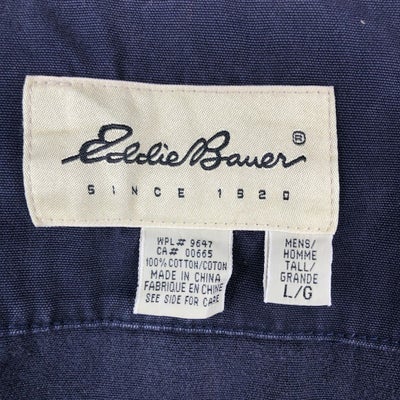 Eddie Bauer ®
SINCE 1920
WPL# 9647
CA# 00665
100% COTTON/COTON
MADE IN CHINA
FABRIQUE EN CHINE
SEE SIDE FOR CARE
MENS/
HOMME
TALL/
GRANDE
L/G